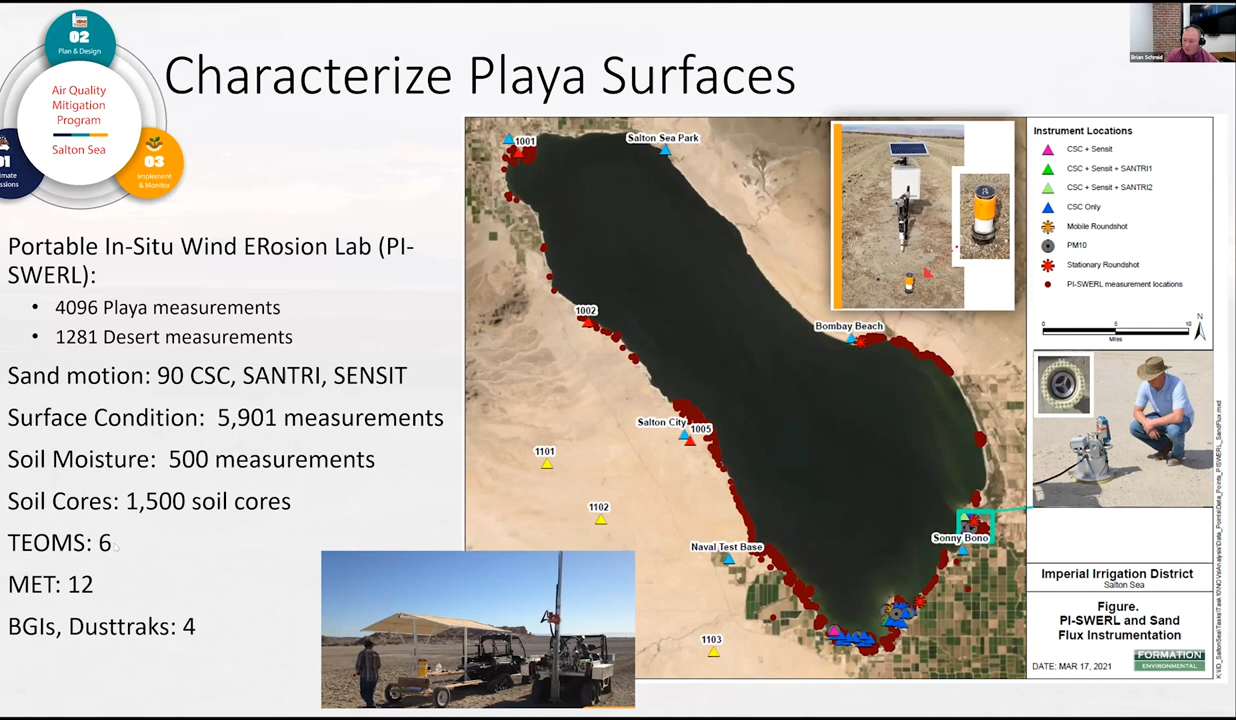 02
Plan & Design
Air Quality
Mitigation
Program
Salton Sea
01
03
Implement
& Monitor
Characterize Playa Surfaces
Brian Schmid
Portable In-Situ Wind ERosion Lab (PI-
SWERL):
• 4096 Playa measurements
• 1281 Desert measurements
Sand motion: 90 CSC, SANTRI, SENSIT
Surface Condition: 5,901 measurements
Soil Moisture: 500 measurements
Soil Cores: 1,500 soil cores
TEOMS: 6
MET: 12
BGIs, Dusttraks: 4
1001
Salton Sea Park
1002
Bombay Beach
Salton City
1005
1101
1102
Naval Test Base
Sonny Bono
1103
Instrument Locations
CSC + Sensit
CSC + Sensit + SANTRI1
CSC + Sensit + SANTRI2
CSC Only
Mobile Roundshot
PM10
Stationary Roundshot
PI-SWERL measurement locations
N
0 5 10
Miles
Imperial Irrigation District
Salton Sea
Figure.
PI-SWERL and Sand
Flux Instrumentation
DATE: MAR 17, 2021
FORMATION
ENVIRONMENTAL